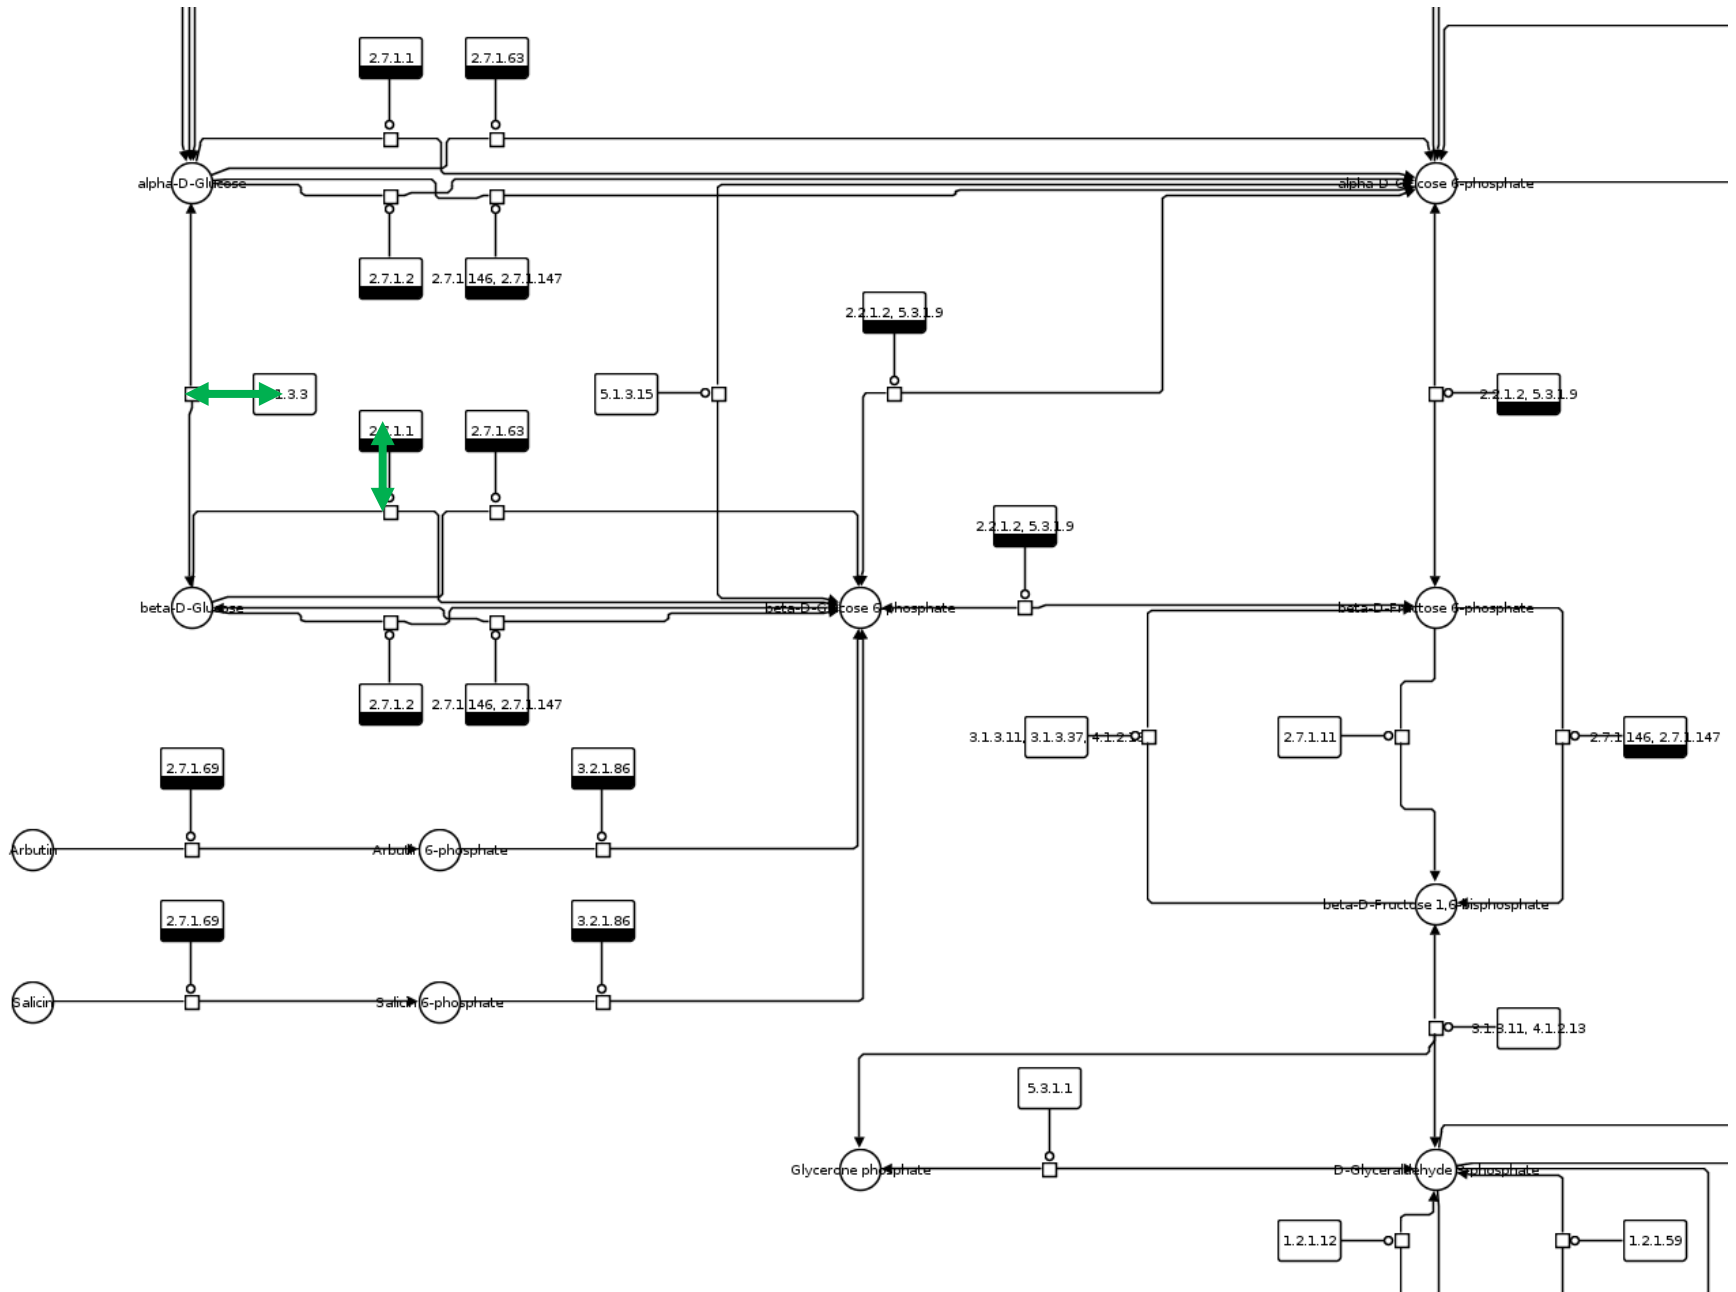 2.7.1.1
2.7.1.63
alpha-D-Glucose
alpha-D-Glucose 6-phosphate
2.7.1.2
2.7.1.146, 2.7.1.147
2.2.1.2, 5.3.1.9
.1.3.3
5.1.3.15
2.2.1.2, 5.3.1.9
2.7.1.1
2.7.1.63
2.2.1.2, 5.3.1.9
beta-D-Glucose
beta-D-Glucose 6-phosphate
beta-D-Fructose 6-phosphate
2.7.1.2
2.7.1.146, 2.7.1.147
3.1.3.11, 3.1.3.37, 4.1.2.13
2.7.1.11
2.7.1.146, 2.7.1.147
2.7.1.69
3.2.1.86
Arbutin
Arbutin 6-phosphate
beta-D-Fructose 1,6-bisphosphate
2.7.1.69
3.2.1.86
Salicin
Salicin 6-phosphate
3.1.3.11, 4.1.2.13
5.3.1.1
Glycerone phosphate
D-Glyceraldehyde 3-phosphate
1.2.1.12
1.2.1.59